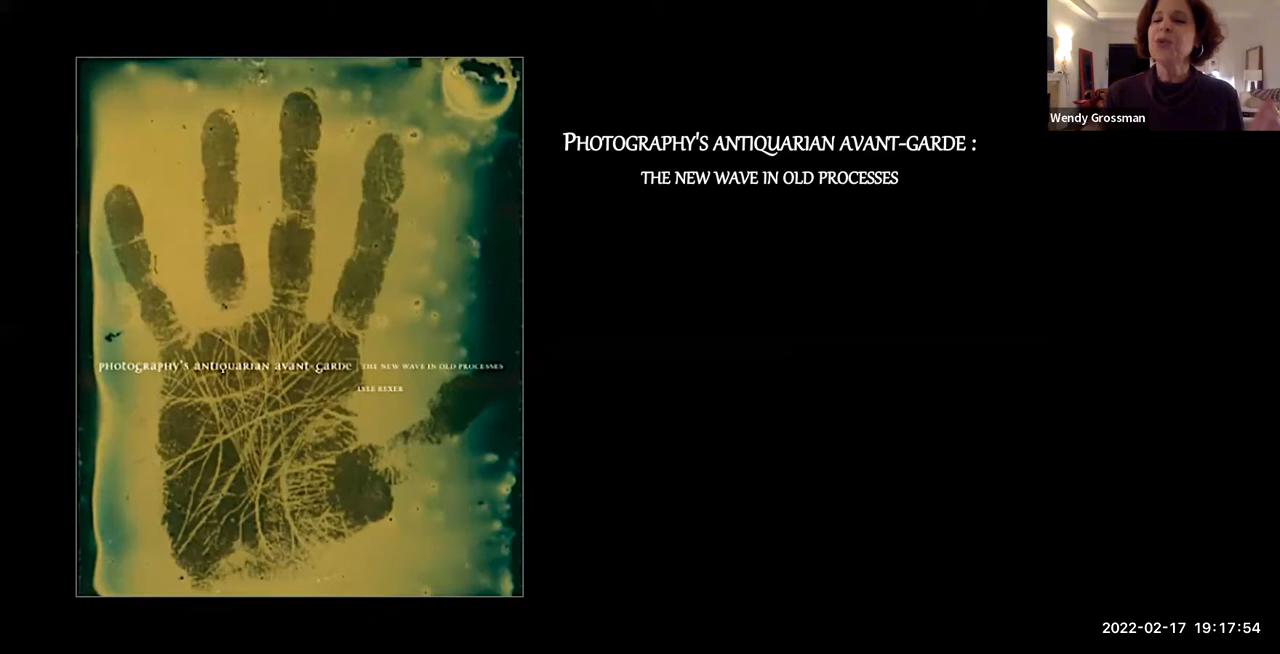 PHOTOGRAPHY'S ANTIQUARIAN AVANT-GARDE :
THE NEW WAVE IN OLD PROCESSES
photography's antiquarian avant-garde THE NEW WAVE IN OLD PROCESSES
LYLE REXER
Wendy Grossman
2022-02-17 19:17:54